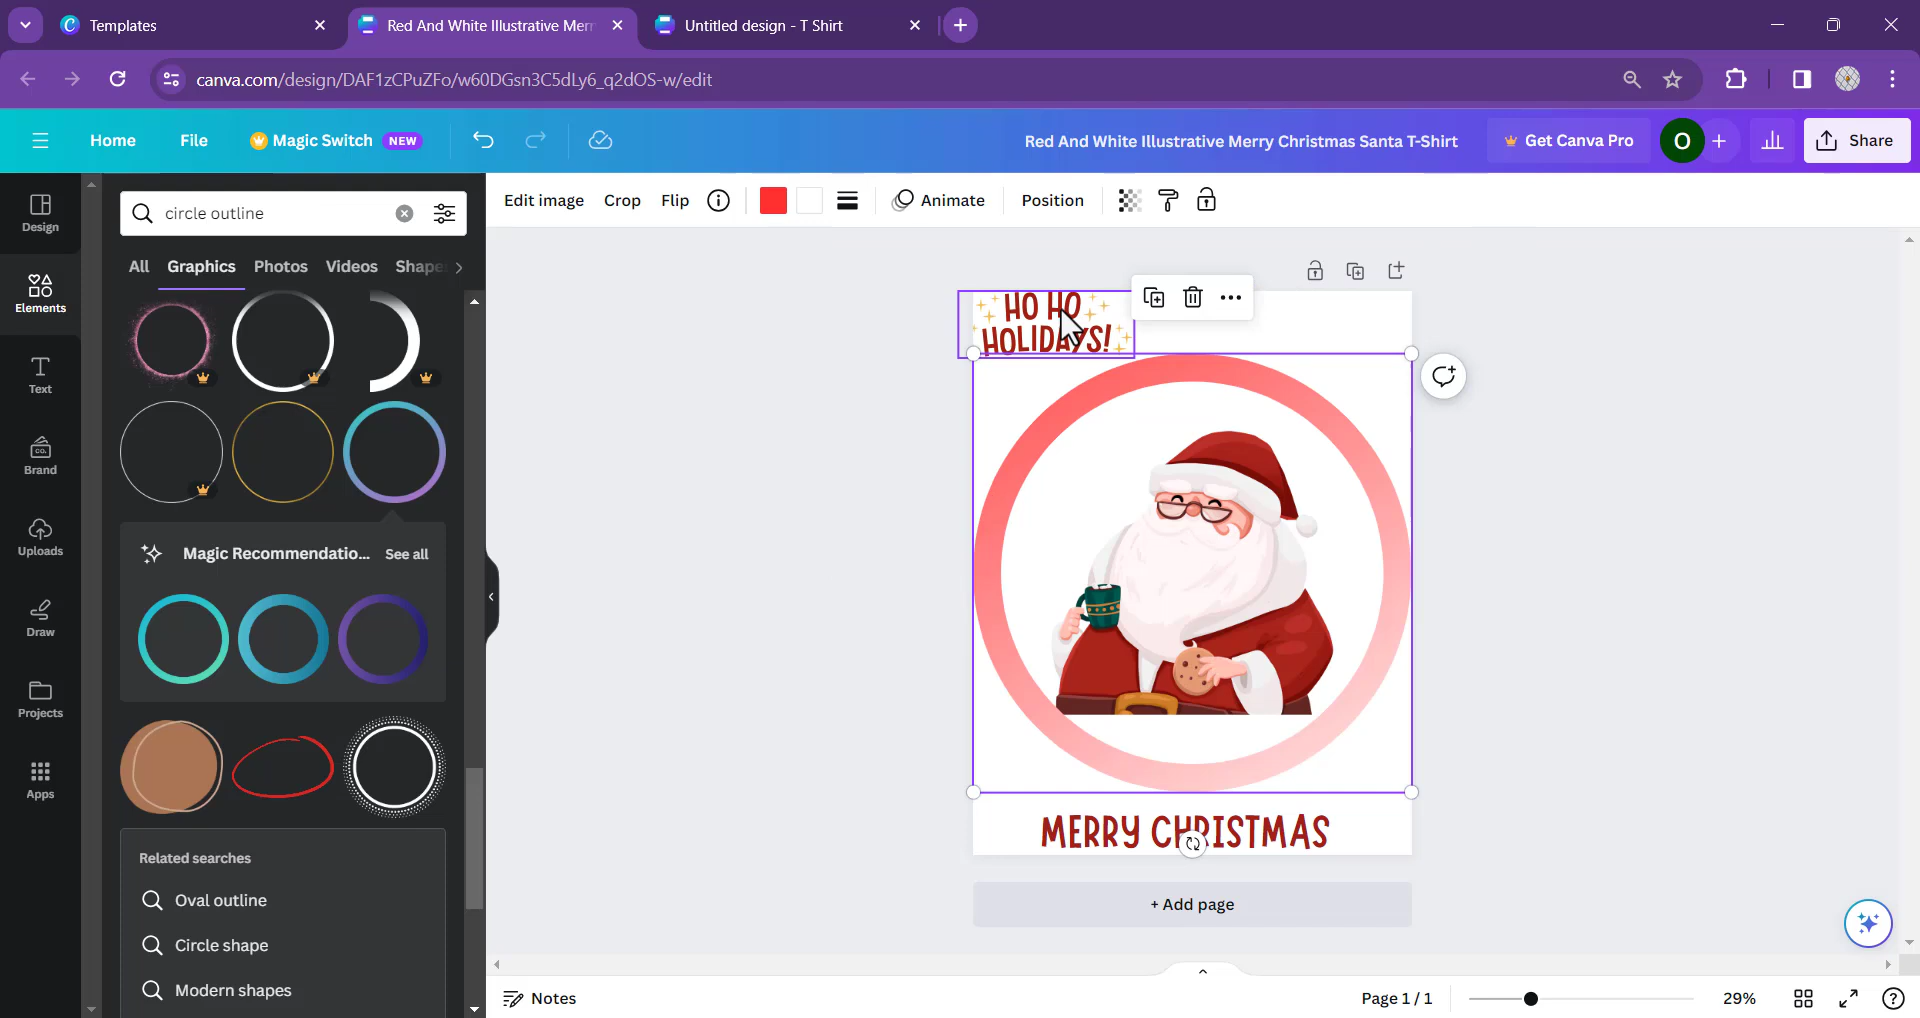 Templates
Red And White Illustrative Merr
Untitled design - T Shirt
canva.com/design/DAF1zCPuZFo/w60DGsn3C5dLy6_q2dOS-w/edit
Home
File
Magic Switch NEW
Red And White Illustrative Merry Christmas Santa T-Shirt
Get Canva Pro
O
Share
Design
Elements
Text
Brand
Uploads
Draw
Projects
Apps
circle outline
All Graphics Photos Videos Shape
Magic Recommendatio... See all
Related searches
Oval outline
Circle shape
Modern shapes
Edit image
Crop
Flip
Animate
Position
HO HO
HOLIDAYS!
MERRY CHRISTMAS
+ Add page
Notes
Page 1 / 1
29%